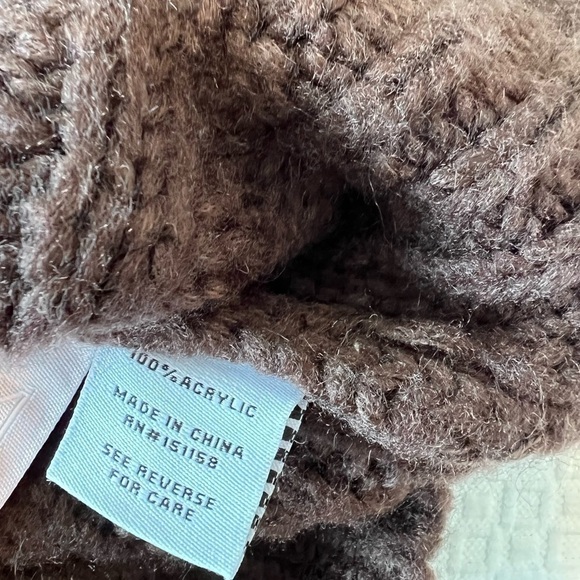 100% ACRYLIC
MADE IN CHINA
RN#151158
SEE REVERSE
FOR CARE